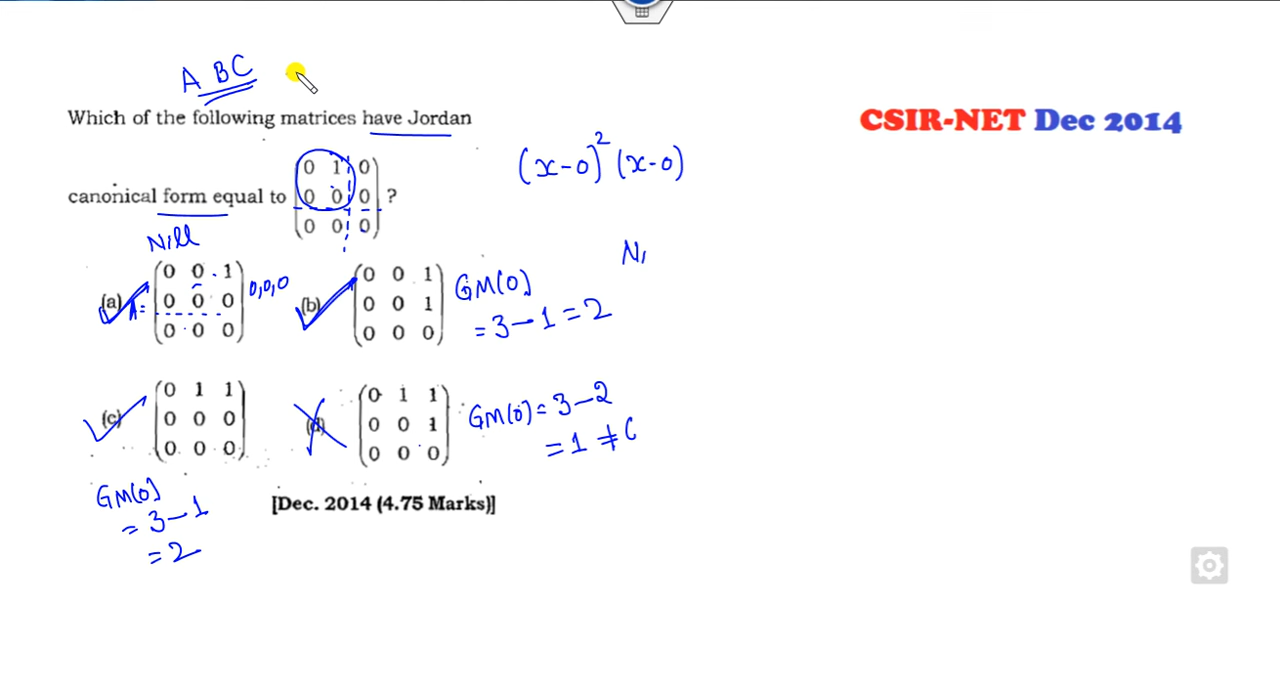 A BC
Which of the following matrices have Jordan
CSIR-NET Dec 2014
(x-0)² (x-0)
canonical form equal to
0 1 0
0 0 0
0 0 0
?
Nill
N,
(a) A =
0 0 1
0 0 0
0 0 0
0,0,0
(b)
0 0 1
0 0 1
0 0 0
GM(0)
= 3-1 = 2
(c)
0 1 1
0 0 0
0 0 0
(d)
0 1 1
0 0 1
0 0 0
GM(0) = 3-2
= 1 ≠
GM(0)
= 3-1
= 2
[Dec. 2014 (4.75 Marks)]